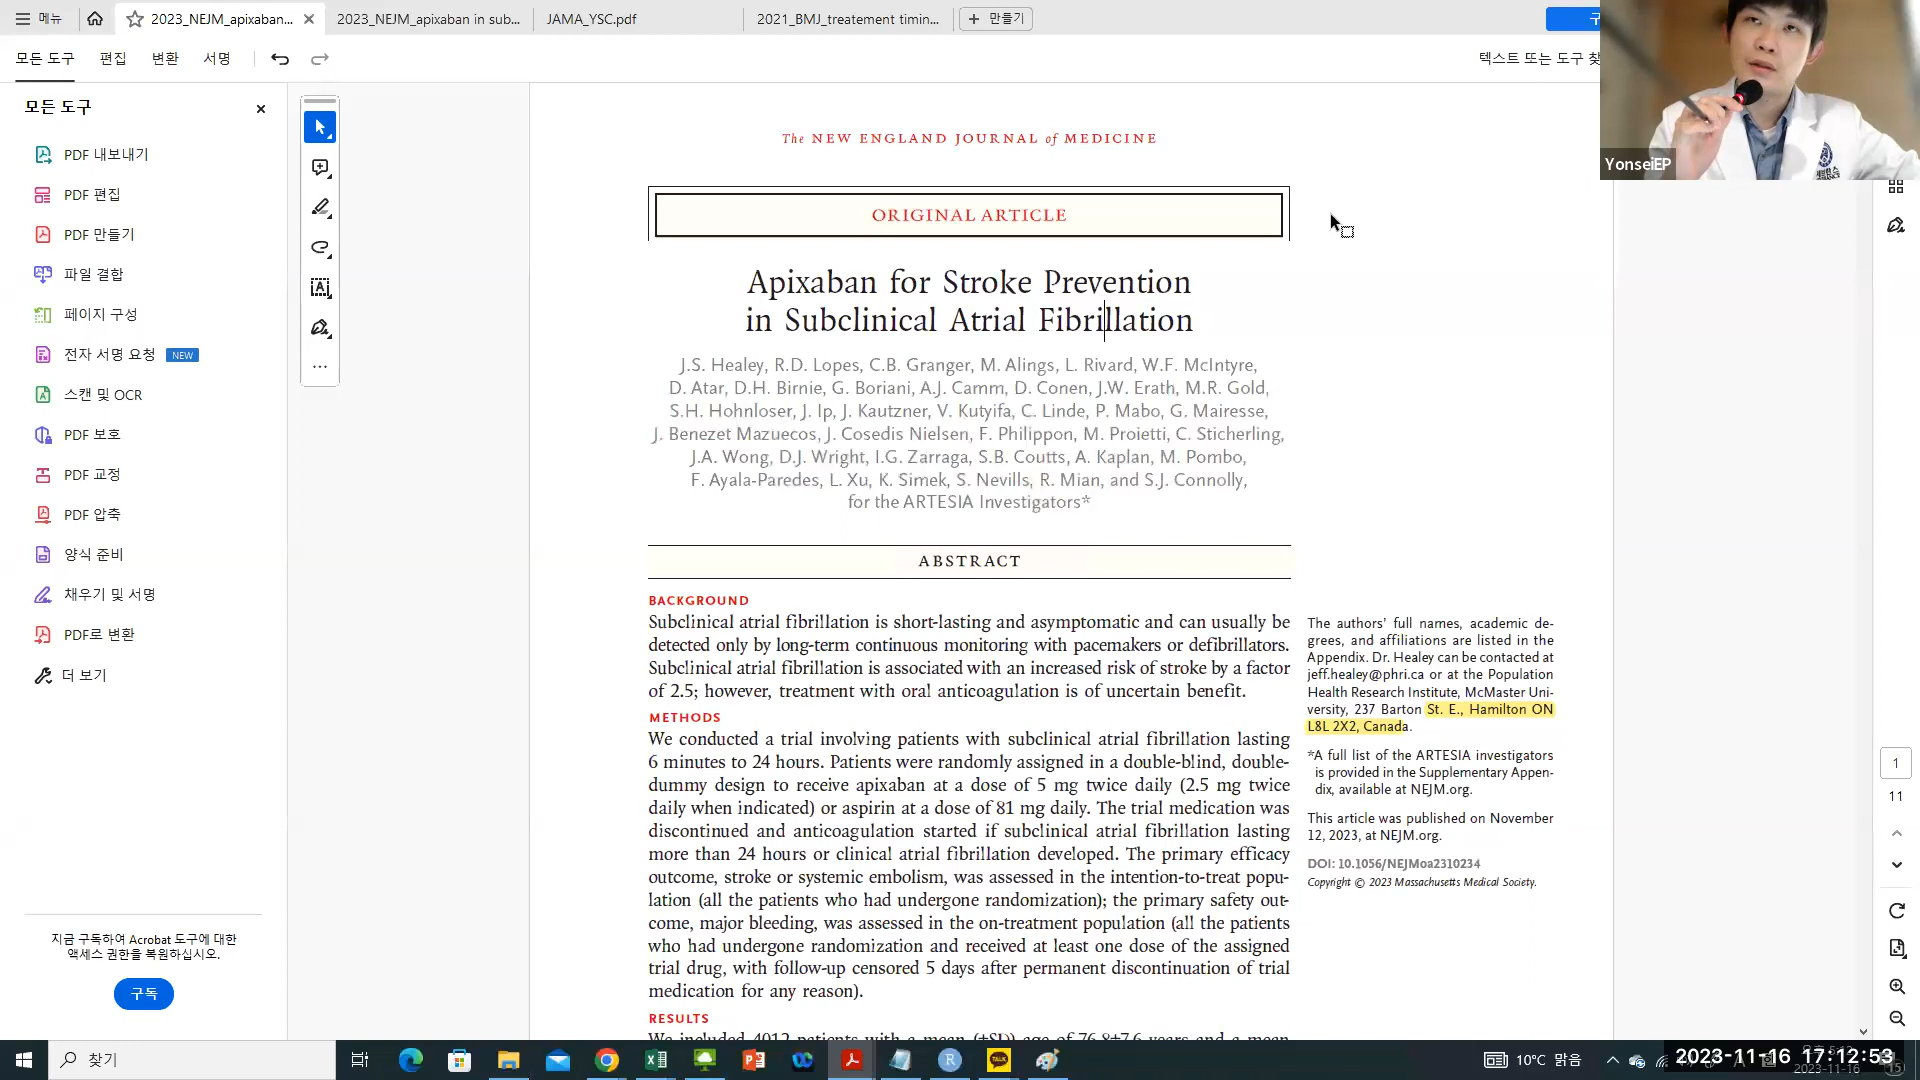 메뉴
2023_NEJM_apixaban...
2023_NEJM_apixaban in sub...
JAMA_YSC.pdf
2021_BMJ_treatement timin...
만들기
모든 도구
편집
변환
서명
텍스트 또는 도구
YonseiEP
모든 도구
PDF 내보내기
PDF 편집
PDF 만들기
파일 결합
페이지 구성
전자 서명 요청 NEW
스캔 및 OCR
PDF 보호
PDF 교정
PDF 압축
양식 준비
채우기 및 서명
PDF로 변환
더 보기
지금 구독하여 Acrobat 도구에 대한
액세스 권한을 복원하십시오.
구독
The NEW ENGLAND JOURNAL of MEDICINE
ORIGINAL ARTICLE
Apixaban for Stroke Prevention
in Subclinical Atrial Fibrillation
J.S. Healey, R.D. Lopes, C.B. Granger, M. Alings, L. Rivard, W.F. McIntyre,
D. Atar, D.H. Birnie, G. Boriani, A.J. Camm, D. Conen, J.W. Erath, M.R. Gold,
S.H. Hohnloser, J. Ip, J. Kautzner, V. Kutyifa, C. Linde, P. Mabo, G. Mairesse,
J. Benezet Mazuecos, J. Cosedis Nielsen, F. Philippon, M. Proietti, C. Sticherling,
J.A. Wong, D.J. Wright, I.G. Zarraga, S.B. Coutts, A. Kaplan, M. Pombo,
F. Ayala-Paredes, L. Xu, K. Simek, S. Nevills, R. Mian, and S.J. Connolly,
for the ARTESIA Investigators*
ABSTRACT
BACKGROUND
Subclinical atrial fibrillation is short-lasting and asymptomatic and can usually be
detected only by long-term continuous monitoring with pacemakers or defibrillators.
Subclinical atrial fibrillation is associated with an increased risk of stroke by a factor
of 2.5; however, treatment with oral anticoagulation is of uncertain benefit.
METHODS
We conducted a trial involving patients with subclinical atrial fibrillation lasting
6 minutes to 24 hours. Patients were randomly assigned in a double-blind, double-
dummy design to receive apixaban at a dose of 5 mg twice daily (2.5 mg twice
daily when indicated) or aspirin at a dose of 81 mg daily. The trial medication was
discontinued and anticoagulation started if subclinical atrial fibrillation lasting
more than 24 hours or clinical atrial fibrillation developed. The primary efficacy
outcome, stroke or systemic embolism, was assessed in the intention-to-treat popu-
lation (all the patients who had undergone randomization); the primary safety out-
come, major bleeding, was assessed in the on-treatment population (all the patients
who had undergone randomization and received at least one dose of the assigned
trial drug, with follow-up censored 5 days after permanent discontinuation of trial
medication for any reason).
RESULTS
We included 4012 patients with a mean (±SD) age of 76.8±7.6 years and a mean
The authors' full names, academic de-
grees, and affiliations are listed in the
Appendix. Dr. Healey can be contacted at
jeff.healey@phri.ca or at the Population
Health Research Institute, McMaster Uni-
versity, 237 Barton St. E., Hamilton ON
L8L 2X2, Canada.
*A full list of the ARTESIA investigators
is provided in the Supplementary Appen-
dix, available at NEJM.org.
This article was published on November
12, 2023, at NEJM.org.
DOI: 10.1056/NEJMoa2310234
Copyright © 2023 Massachusetts Medical Society.
1
11
찾기
10°C 맑음
2023-11-16 17:12:53
2023-11-16